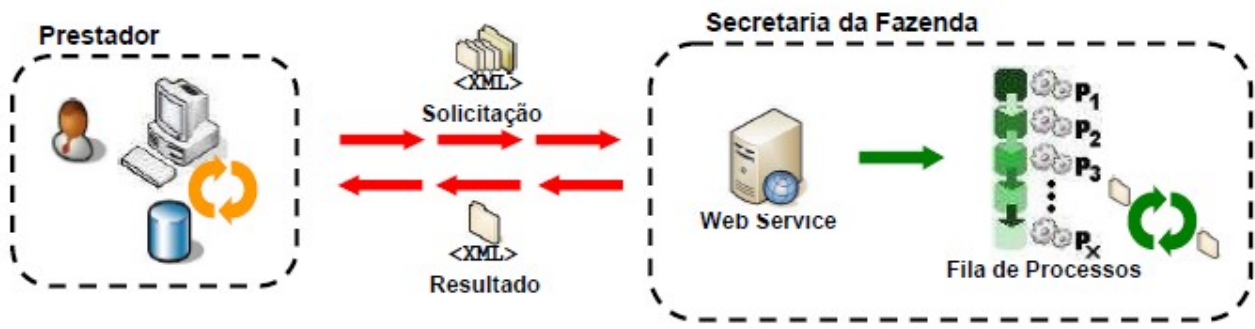 Prestador
<XML>
Solicitação
<XML>
Resultado
Secretaria da Fazenda
Web Service
P1
P2
P3
Px
Fila de Processos